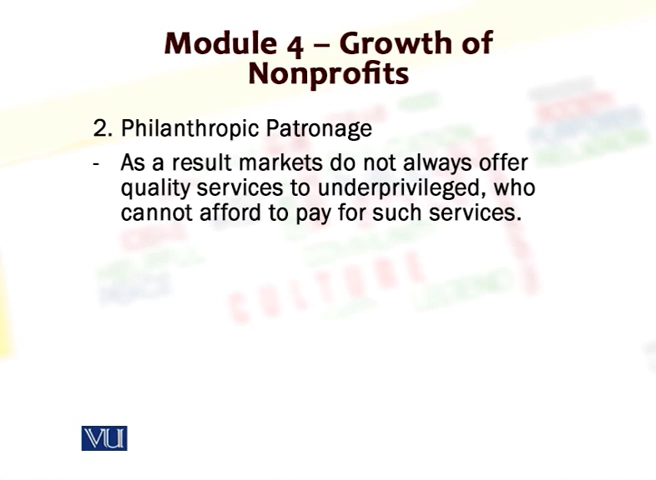 Module 4 – Growth of
Nonprofits
2. Philanthropic Patronage
- As a result markets do not always offer
quality services to underprivileged, who
cannot afford to pay for such services.
CULTURE
VU